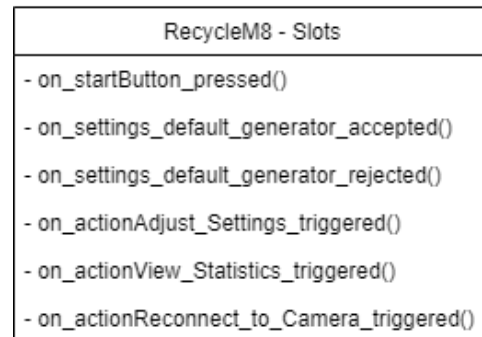 RecycleM8 - Slots
- on_startButton_pressed()
- on_settings_default_generator_accepted()
- on_settings_default_generator_rejected()
- on_actionAdjust_Settings_triggered()
- on_actionView_Statistics_triggered()
- on_actionReconnect_to_Camera_triggered()